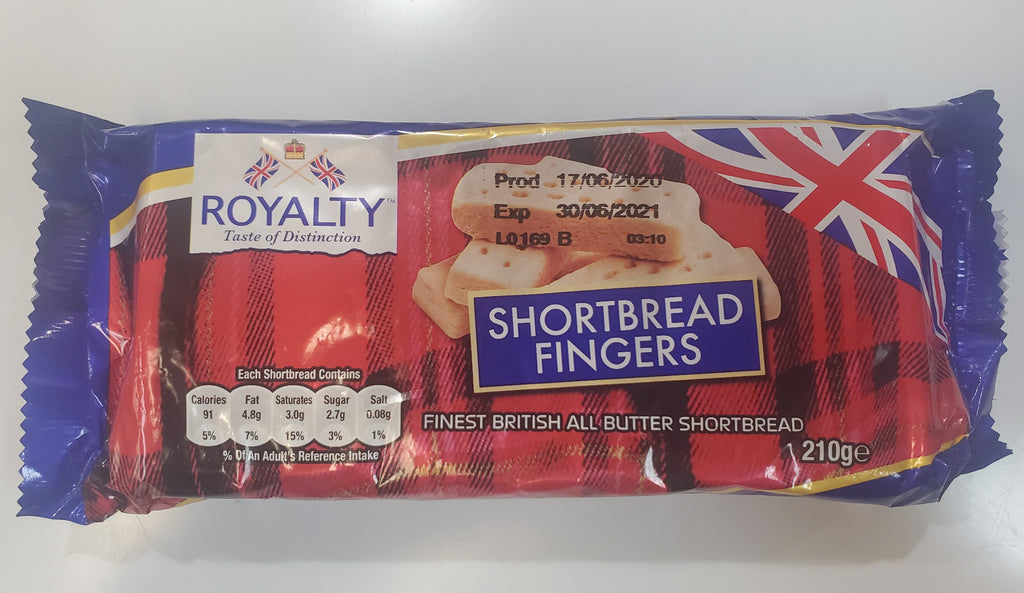 ROYALTY™
Taste of Distinction
Prod 17/06/2020
Exp 30/06/2021
L0169 B 03:10
SHORTBREAD
FINGERS
Each Shortbread Contains
Calories Fat Saturates Sugar Salt
91 4.8g 3.0g 2.7g 0.08g
5% 7% 15% 3% 1%
% Of An Adult's Reference Intake
FINEST BRITISH ALL BUTTER SHORTBREAD
210g℮